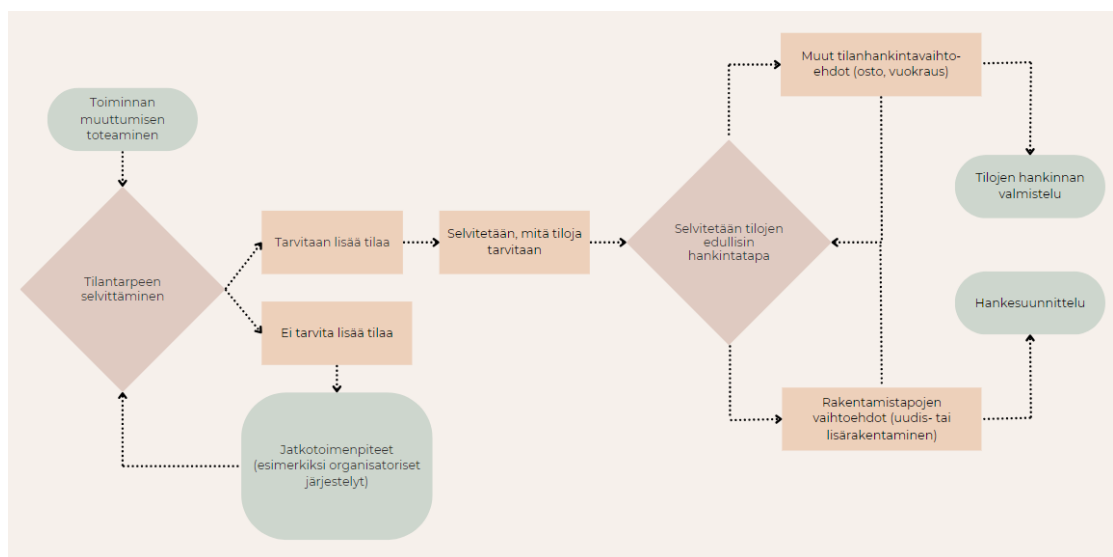 Toiminnan
muuttumisen
toteaminen
Tilantarpeen
selvittäminen
Tarvitaan lisää tilaa
Ei tarvita lisää tilaa
Jatkotoimenpiteet
(esimerkiksi organisatoriset
järjestelyt)
Selvitetään, mitä tiloja
tarvitaan
Selvitetään tilojen
edullisin
hankintatapa
Muut tilanhankintavaihto-
ehdot (osto, vuokraus)
Tilojen hankinnan
valmistelu
Rakentamistapojen
vaihtoehdot (uudis- tai
lisärakentaminen)
Hankesuunnittelu